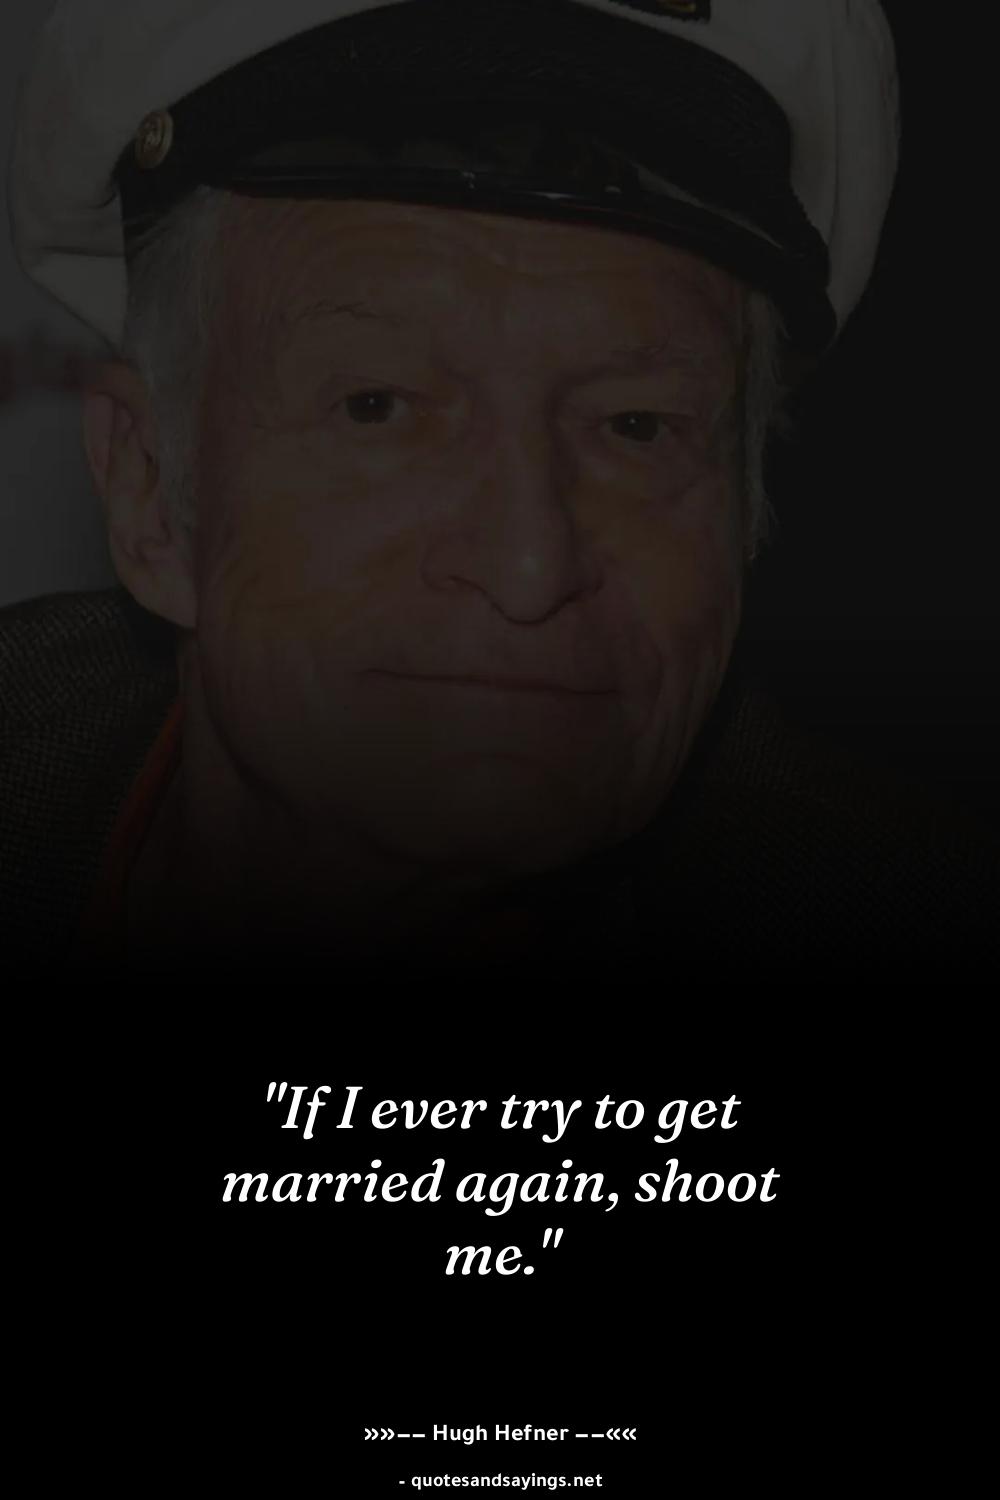 "If I ever try to get
married again, shoot
me."
»»−− Hugh Hefner −−««
- quotesandsayings.net